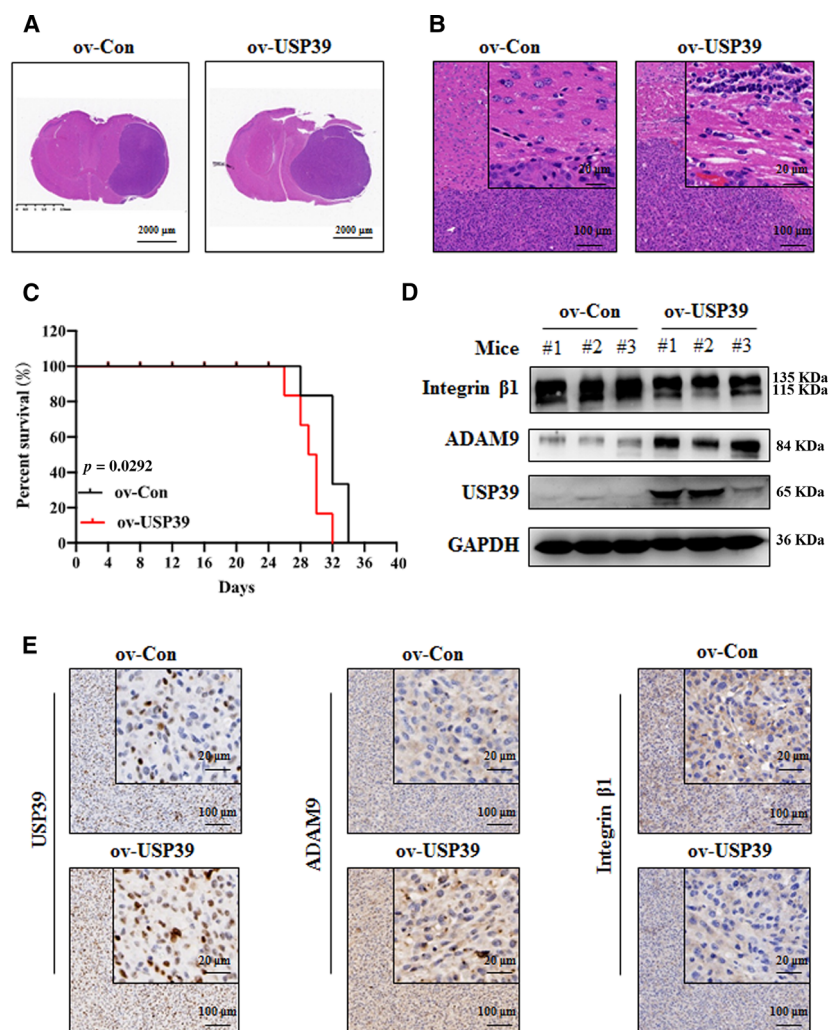 A
ov-Con
ov-USP39
2000 µm
2000 µm
B
ov-Con
ov-USP39
20 µm
100 µm
20 µm
100 µm
C
Percent survival (%)
120
100
80
60
40
20
0
p = 0.0292
ov-Con
ov-USP39
0 4 8 12 16 20 24 28 32 36 40
Days
D
ov-Con ov-USP39
Mice #1 #2 #3 #1 #2 #3
Integrin β1 135 KDa
115 KDa
ADAM9 84 KDa
USP39 65 KDa
GAPDH 36 KDa
E
USP39
ov-Con
20 µm
100 µm
ov-USP39
20 µm
100 µm
ADAM9
ov-Con
20 µm
100 µm
ov-USP39
20 µm
100 µm
Integrin β1
ov-Con
20 µm
100 µm
ov-USP39
20 µm
100 µm